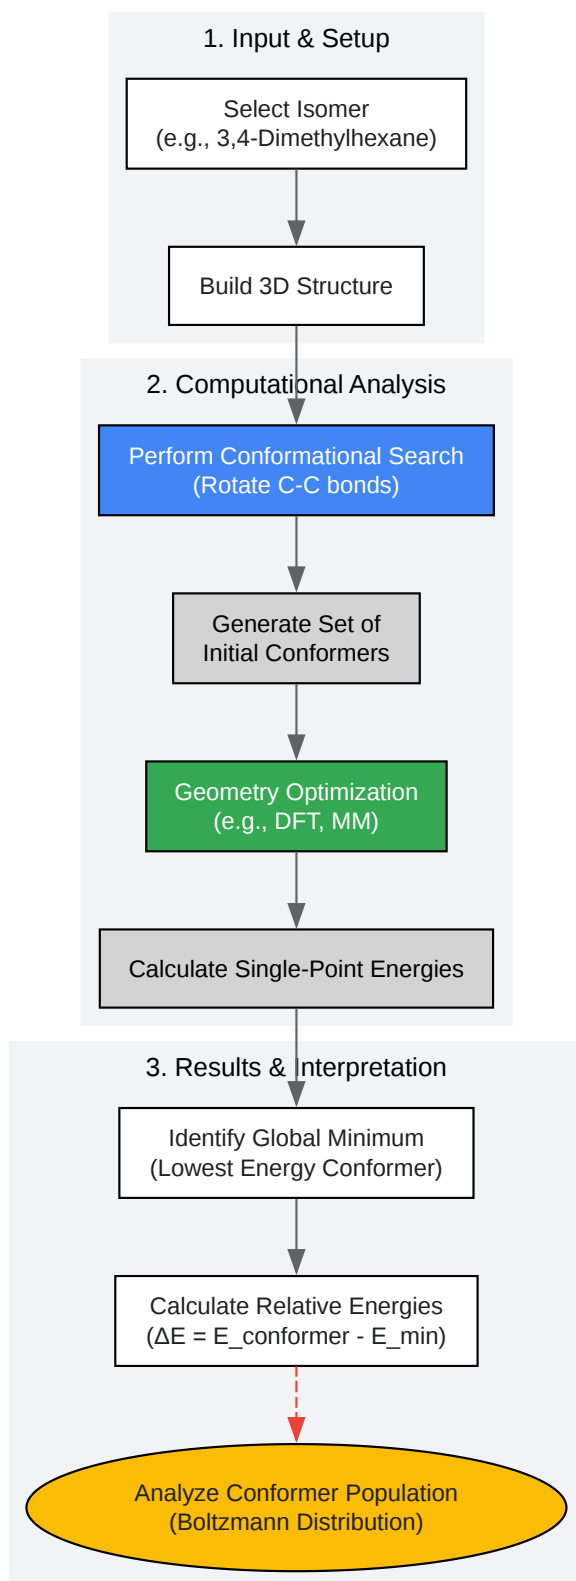 1. Input & Setup
Select Isomer
(e.g., 3,4-Dimethylhexane)
Build 3D Structure
2. Computational Analysis
Perform Conformational Search
(Rotate C-C bonds)
Generate Set of
Initial Conformers
Geometry Optimization
(e.g., DFT, MM)
Calculate Single-Point Energies
3. Results & Interpretation
Identify Global Minimum
(Lowest Energy Conformer)
Calculate Relative Energies
(ΔE = E_conformer - E_min)
Analyze Conformer Population
(Boltzmann Distribution)